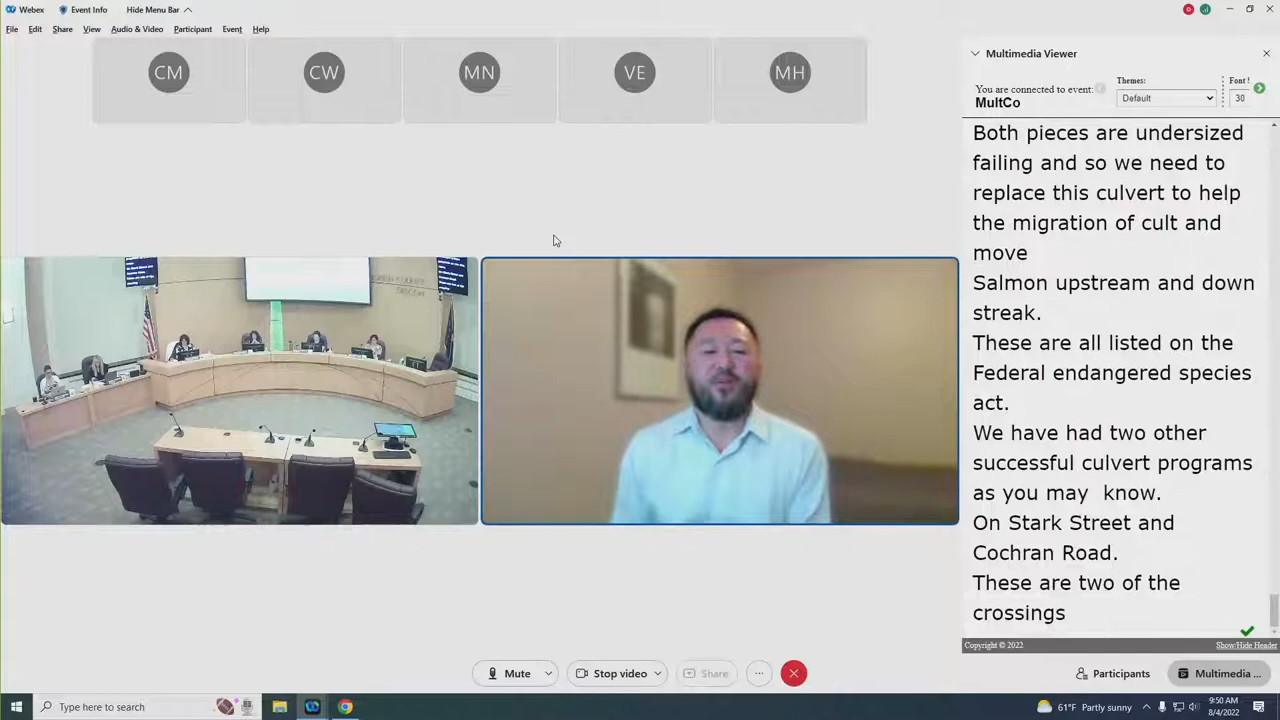 Webex
Event Info
Hide Menu Bar
File
Edit
Share
View
Audio & Video
Participant
Event
Help
CM
CW
MN
VE
MH
Multimedia Viewer
You are connected to event:
MultCo
Themes:
Default
Font !
30
Both pieces are undersized
failing and so we need to
replace this culvert to help
the migration of cult and
move
Salmon upstream and down
streak.
These are all listed on the
Federal endangered species
act.
We have had two other
successful culvert programs
as you may know.
On Stark Street and
Cochran Road.
These are two of the
crossings
Copyright © 2022
Show/Hide Header
Mute
Stop video
Share
Participants
Multimedia ...
Type here to search
61°F Partly sunny
9:50 AM
8/4/2022